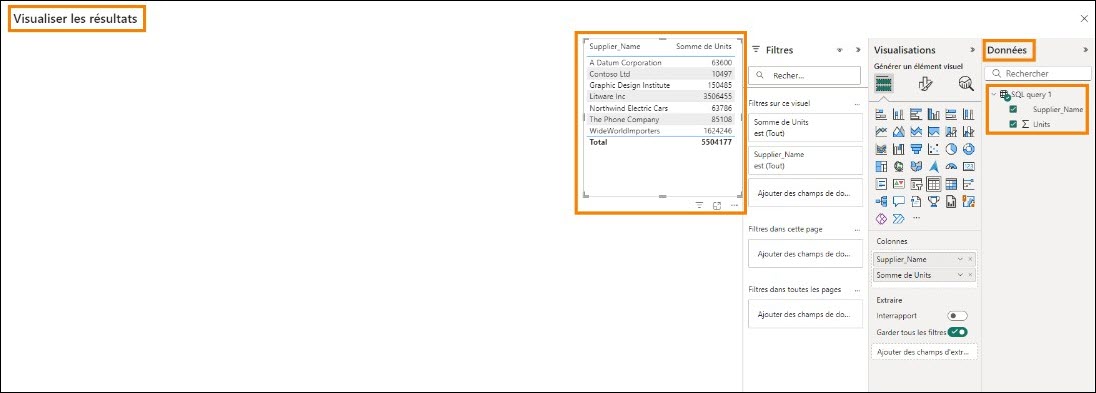 Visualiser les résultats
Supplier_Name Somme de Units
A Datum Corporation 63600
Contoso Ltd 10497
Graphic Design Institute 150485
Litware Inc 3506455
Northwind Electric Cars 63786
The Phone Company 85108
WideWorldImporters 1624246
Total 5504177
Filtres
Recher...
Filtres sur ce visuel ...
Somme de Units
est (Tout)
Supplier_Name
est (Tout)
Ajouter des champs de do...
Filtres dans cette page ...
Ajouter des champs de do...
Filtres dans toutes les pages ...
Ajouter des champs de do...
Visualisations
Générer un élément visuel
123
Colonnes
Supplier_Name
Somme de Units
Extraire
Interrapport
Garder tous les filtres
Ajouter des champs d'extr...
Données
Rechercher
SQL query 1
Supplier_Name
Units